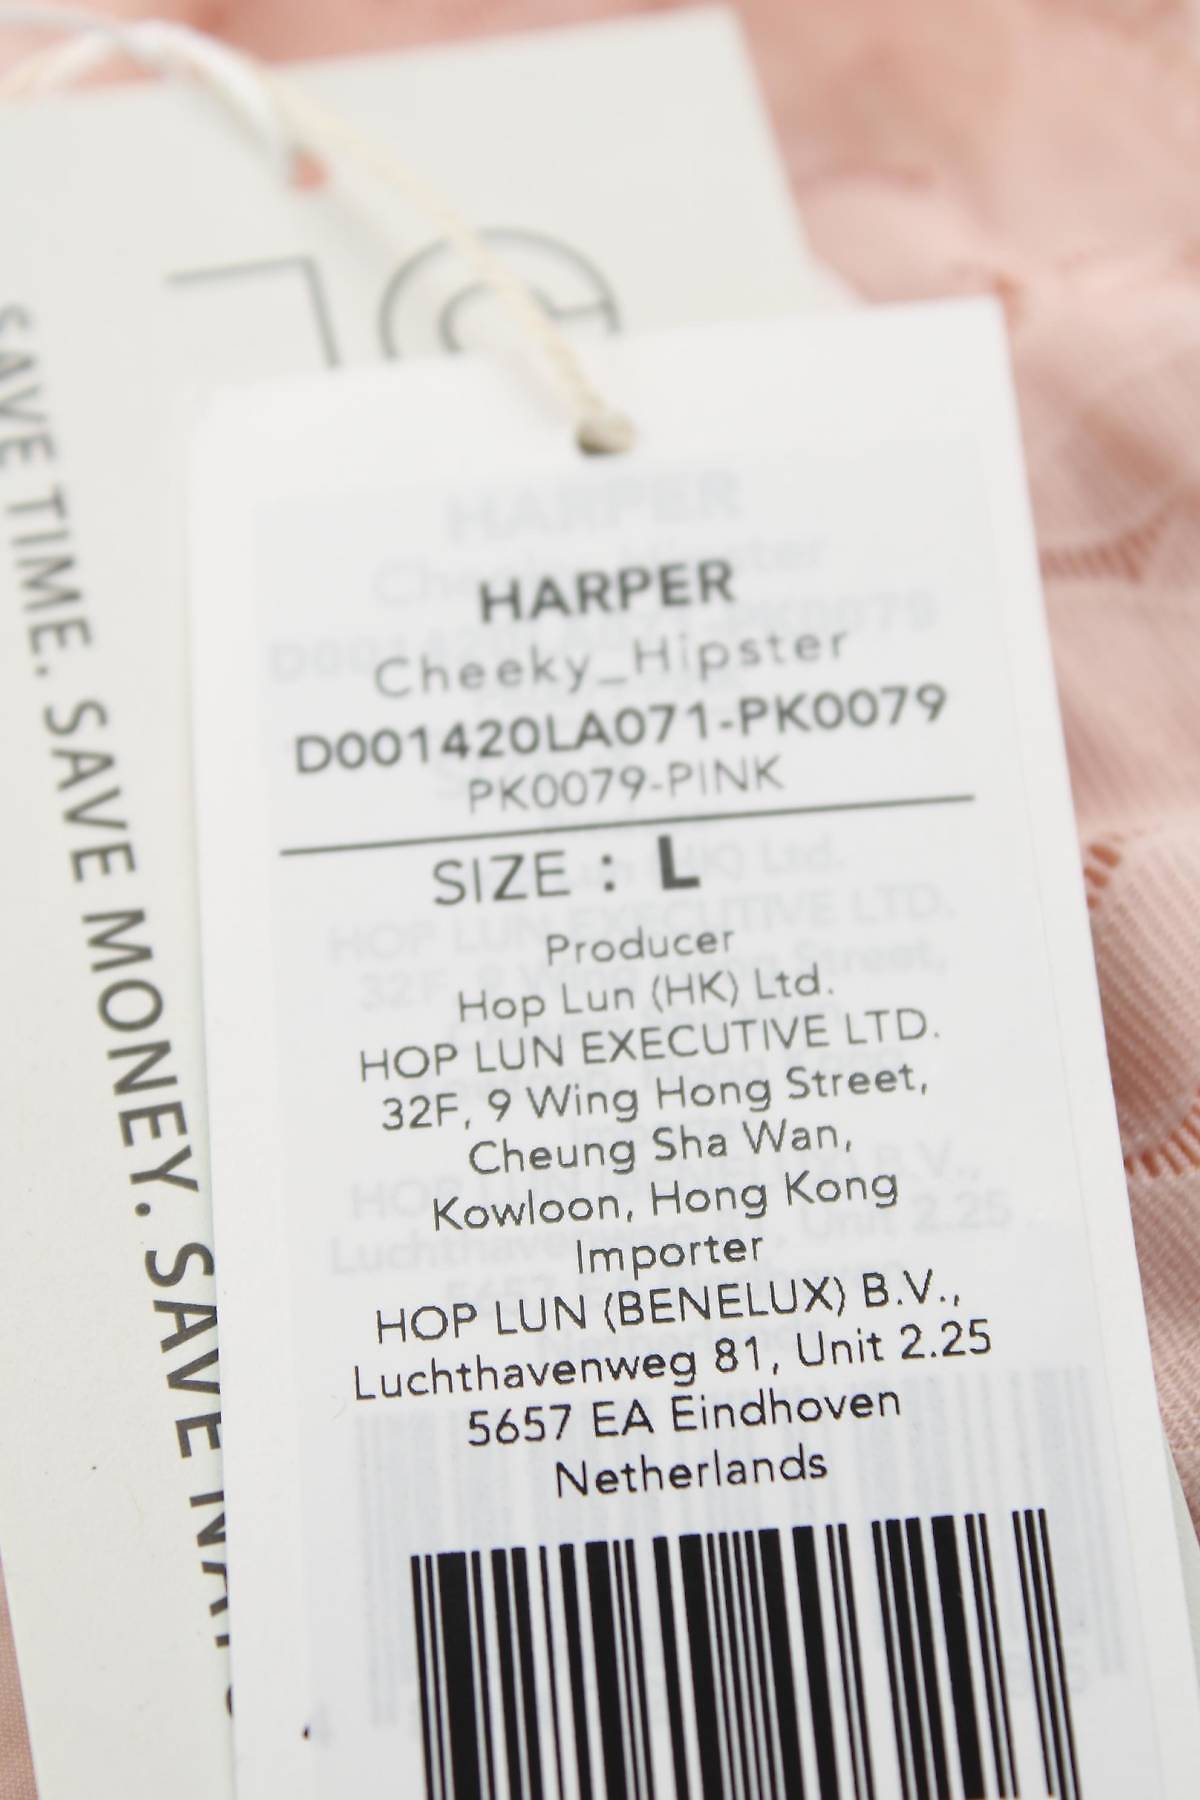 SAVE TIME. SAVE MONEY. SAVE
HARPER
Cheeky_Hipster
D001420LA071-PK0079
PK0079-PINK
SIZE : L
Producer
Hop Lun (HK) Ltd.
HOP LUN EXECUTIVE LTD.
32F, 9 Wing Hong Street,
Cheung Sha Wan,
Kowloon, Hong Kong
Importer
HOP LUN (BENELUX) B.V.,
Luchthavenweg 81, Unit 2.25
5657 EA Eindhoven
Netherlands